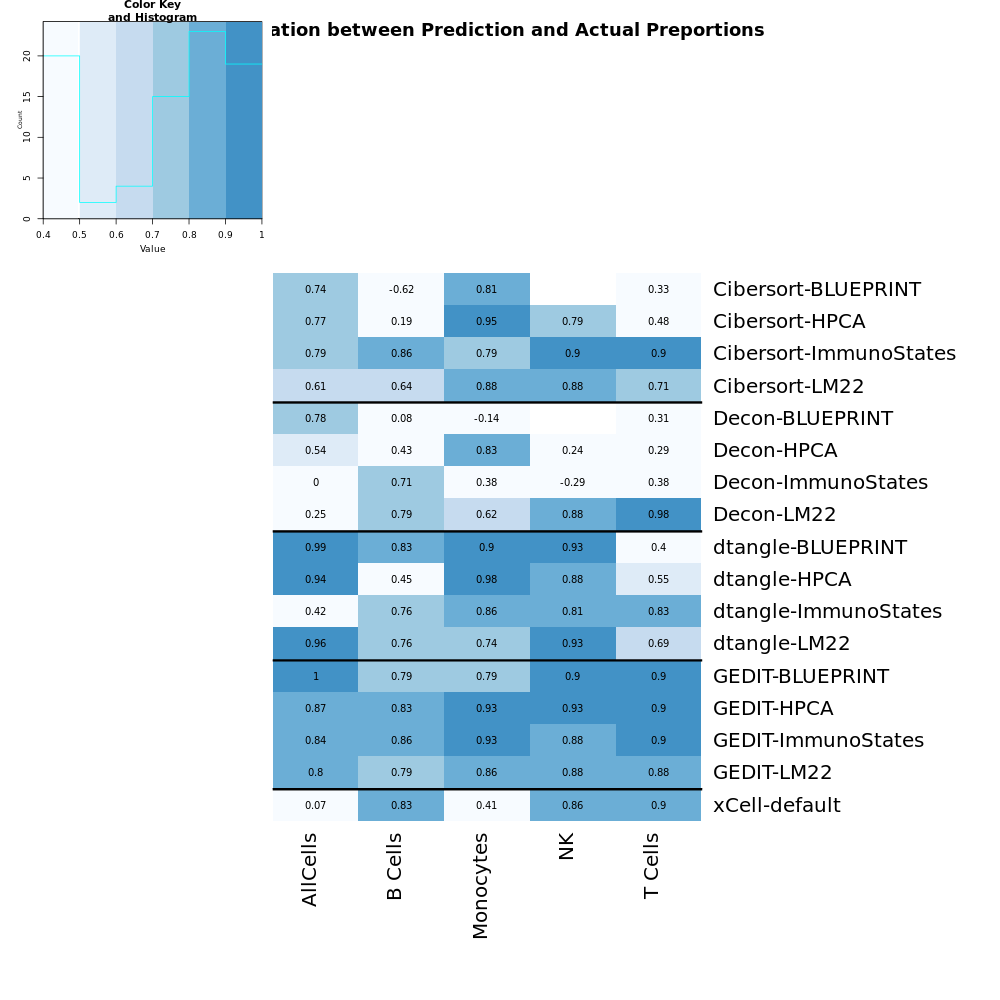 Color Key
and Histogram
ation between Prediction and Actual Preportions
Count
0 5 10 15 20
0.4 0.5 0.6 0.7 0.8 0.9 1
Value
0.74 -0.62 0.81 0.33 Cibersort-BLUEPRINT
0.77 0.19 0.95 0.79 0.48 Cibersort-HPCA
0.79 0.86 0.79 0.9 0.9 Cibersort-ImmunoStates
0.61 0.64 0.88 0.88 0.71 Cibersort-LM22
0.78 0.08 -0.14 0.31 Decon-BLUEPRINT
0.54 0.43 0.83 0.24 0.29 Decon-HPCA
0 0.71 0.38 -0.29 0.38 Decon-ImmunoStates
0.25 0.79 0.62 0.88 0.98 Decon-LM22
0.99 0.83 0.9 0.93 0.4 dtangle-BLUEPRINT
0.94 0.45 0.98 0.88 0.55 dtangle-HPCA
0.42 0.76 0.86 0.81 0.83 dtangle-ImmunoStates
0.96 0.76 0.74 0.93 0.69 dtangle-LM22
1 0.79 0.79 0.9 0.9 GEDIT-BLUEPRINT
0.87 0.83 0.93 0.93 0.9 GEDIT-HPCA
0.84 0.86 0.93 0.88 0.9 GEDIT-ImmunoStates
0.8 0.79 0.86 0.88 0.88 GEDIT-LM22
0.07 0.83 0.41 0.86 0.9 xCell-default
AllCells
B Cells
Monocytes
NK
T Cells